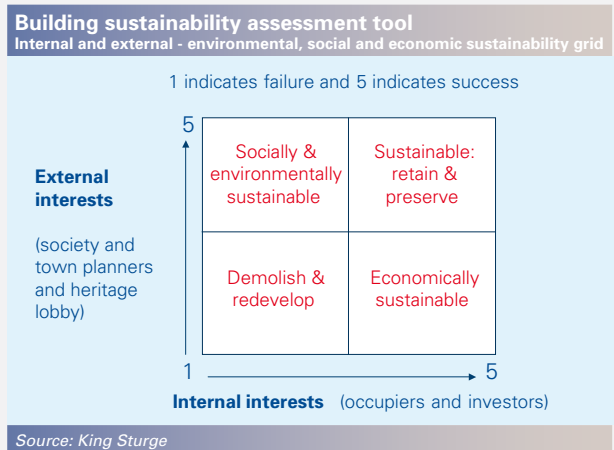 Building sustainability assessment tool
Internal and external - environmental, social and economic sustainability grid
1 indicates failure and 5 indicates success
5
External
interests
(society and
town planners
and heritage
lobby)
Socially &
environmentally
sustainable
Sustainable:
retain &
preserve
Demolish &
redevelop
Economically
sustainable
1
5
Internal interests (occupiers and investors)
Source: King Sturge